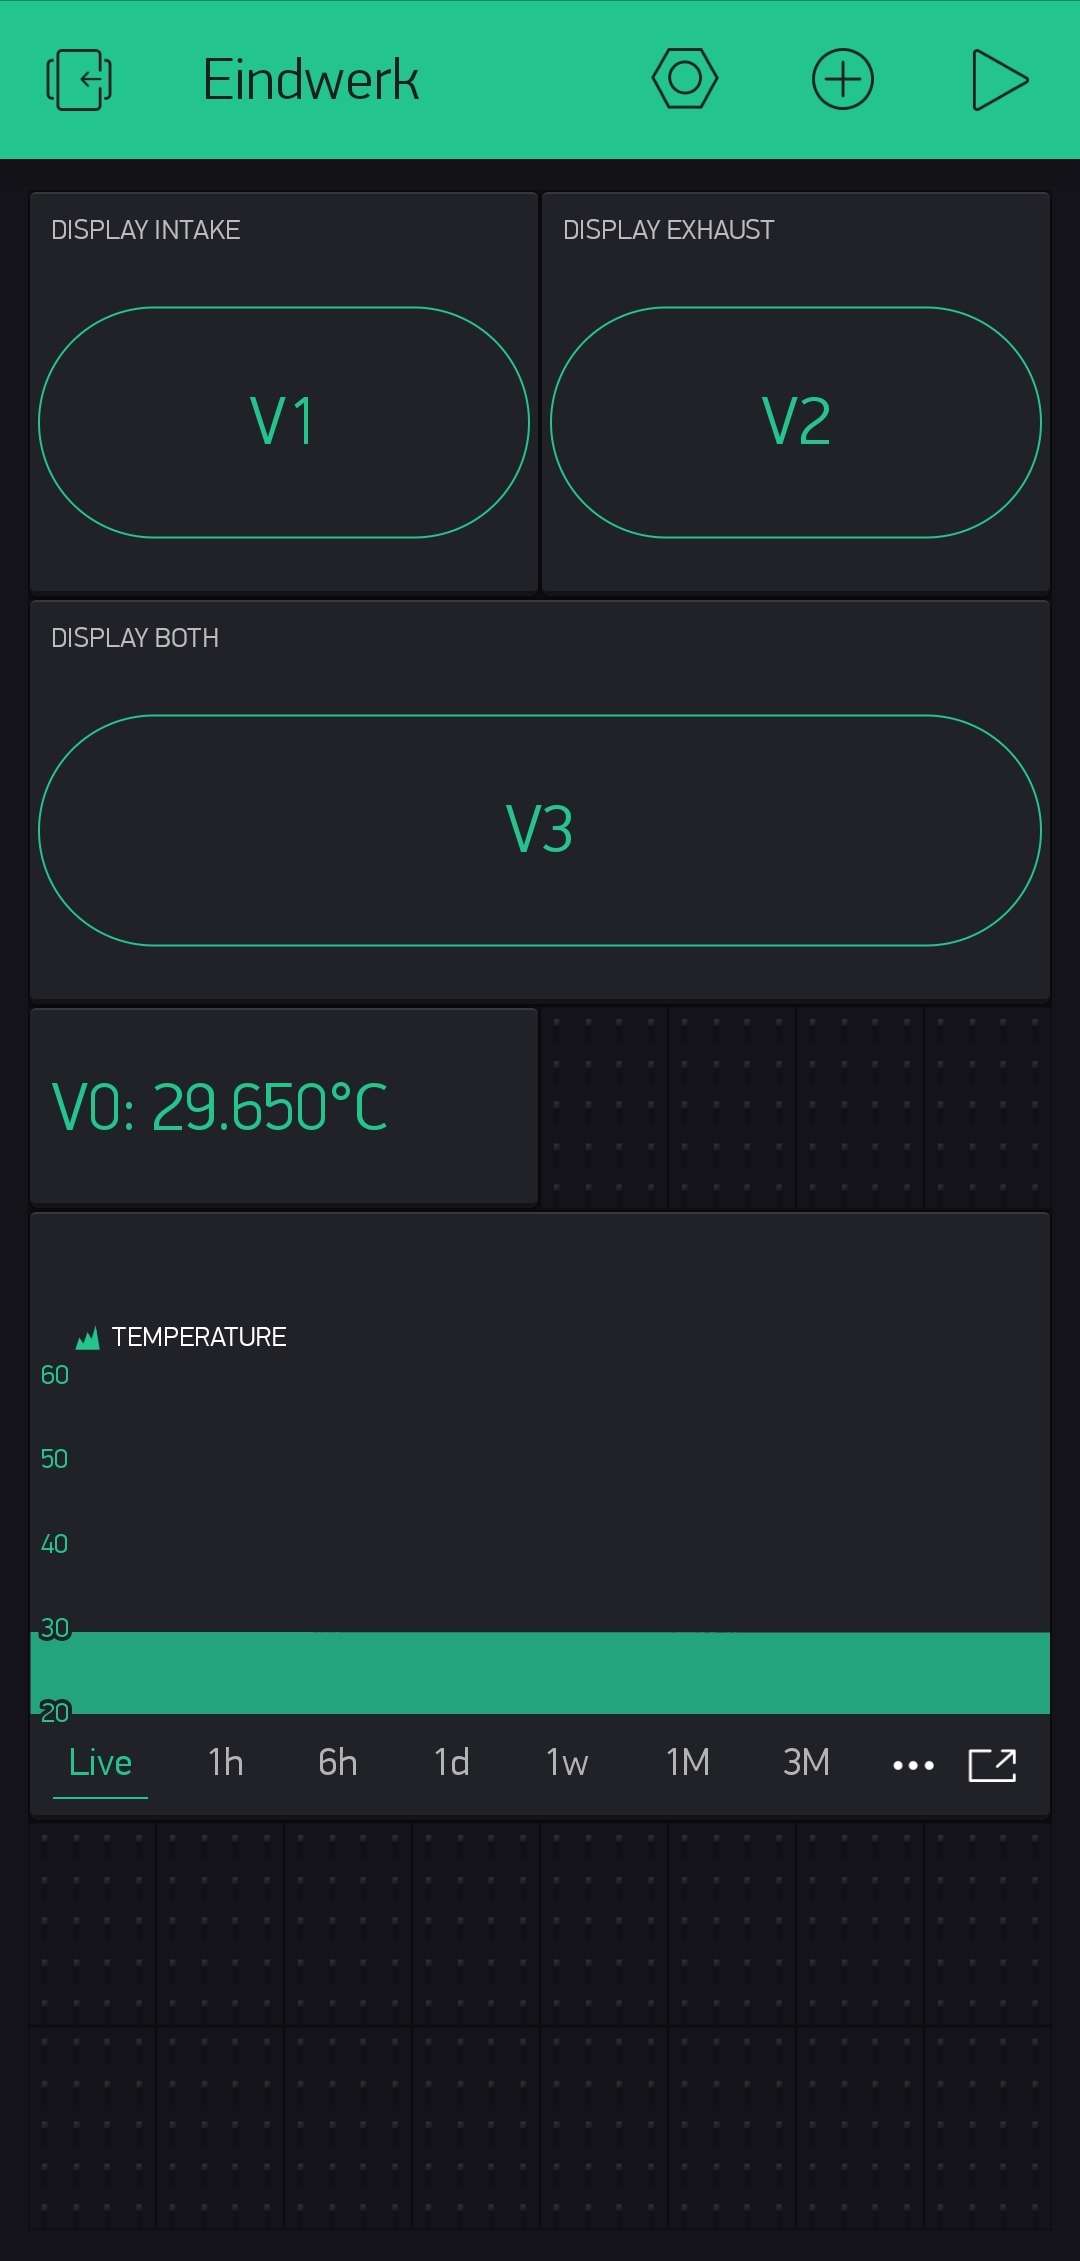 Eindwerk
DISPLAY INTAKE
DISPLAY EXHAUST
V1
V2
DISPLAY BOTH
V3
V0: 29.650°C
TEMPERATURE
60
50
40
30
20
Live 1h 6h 1d 1w 1M 3M